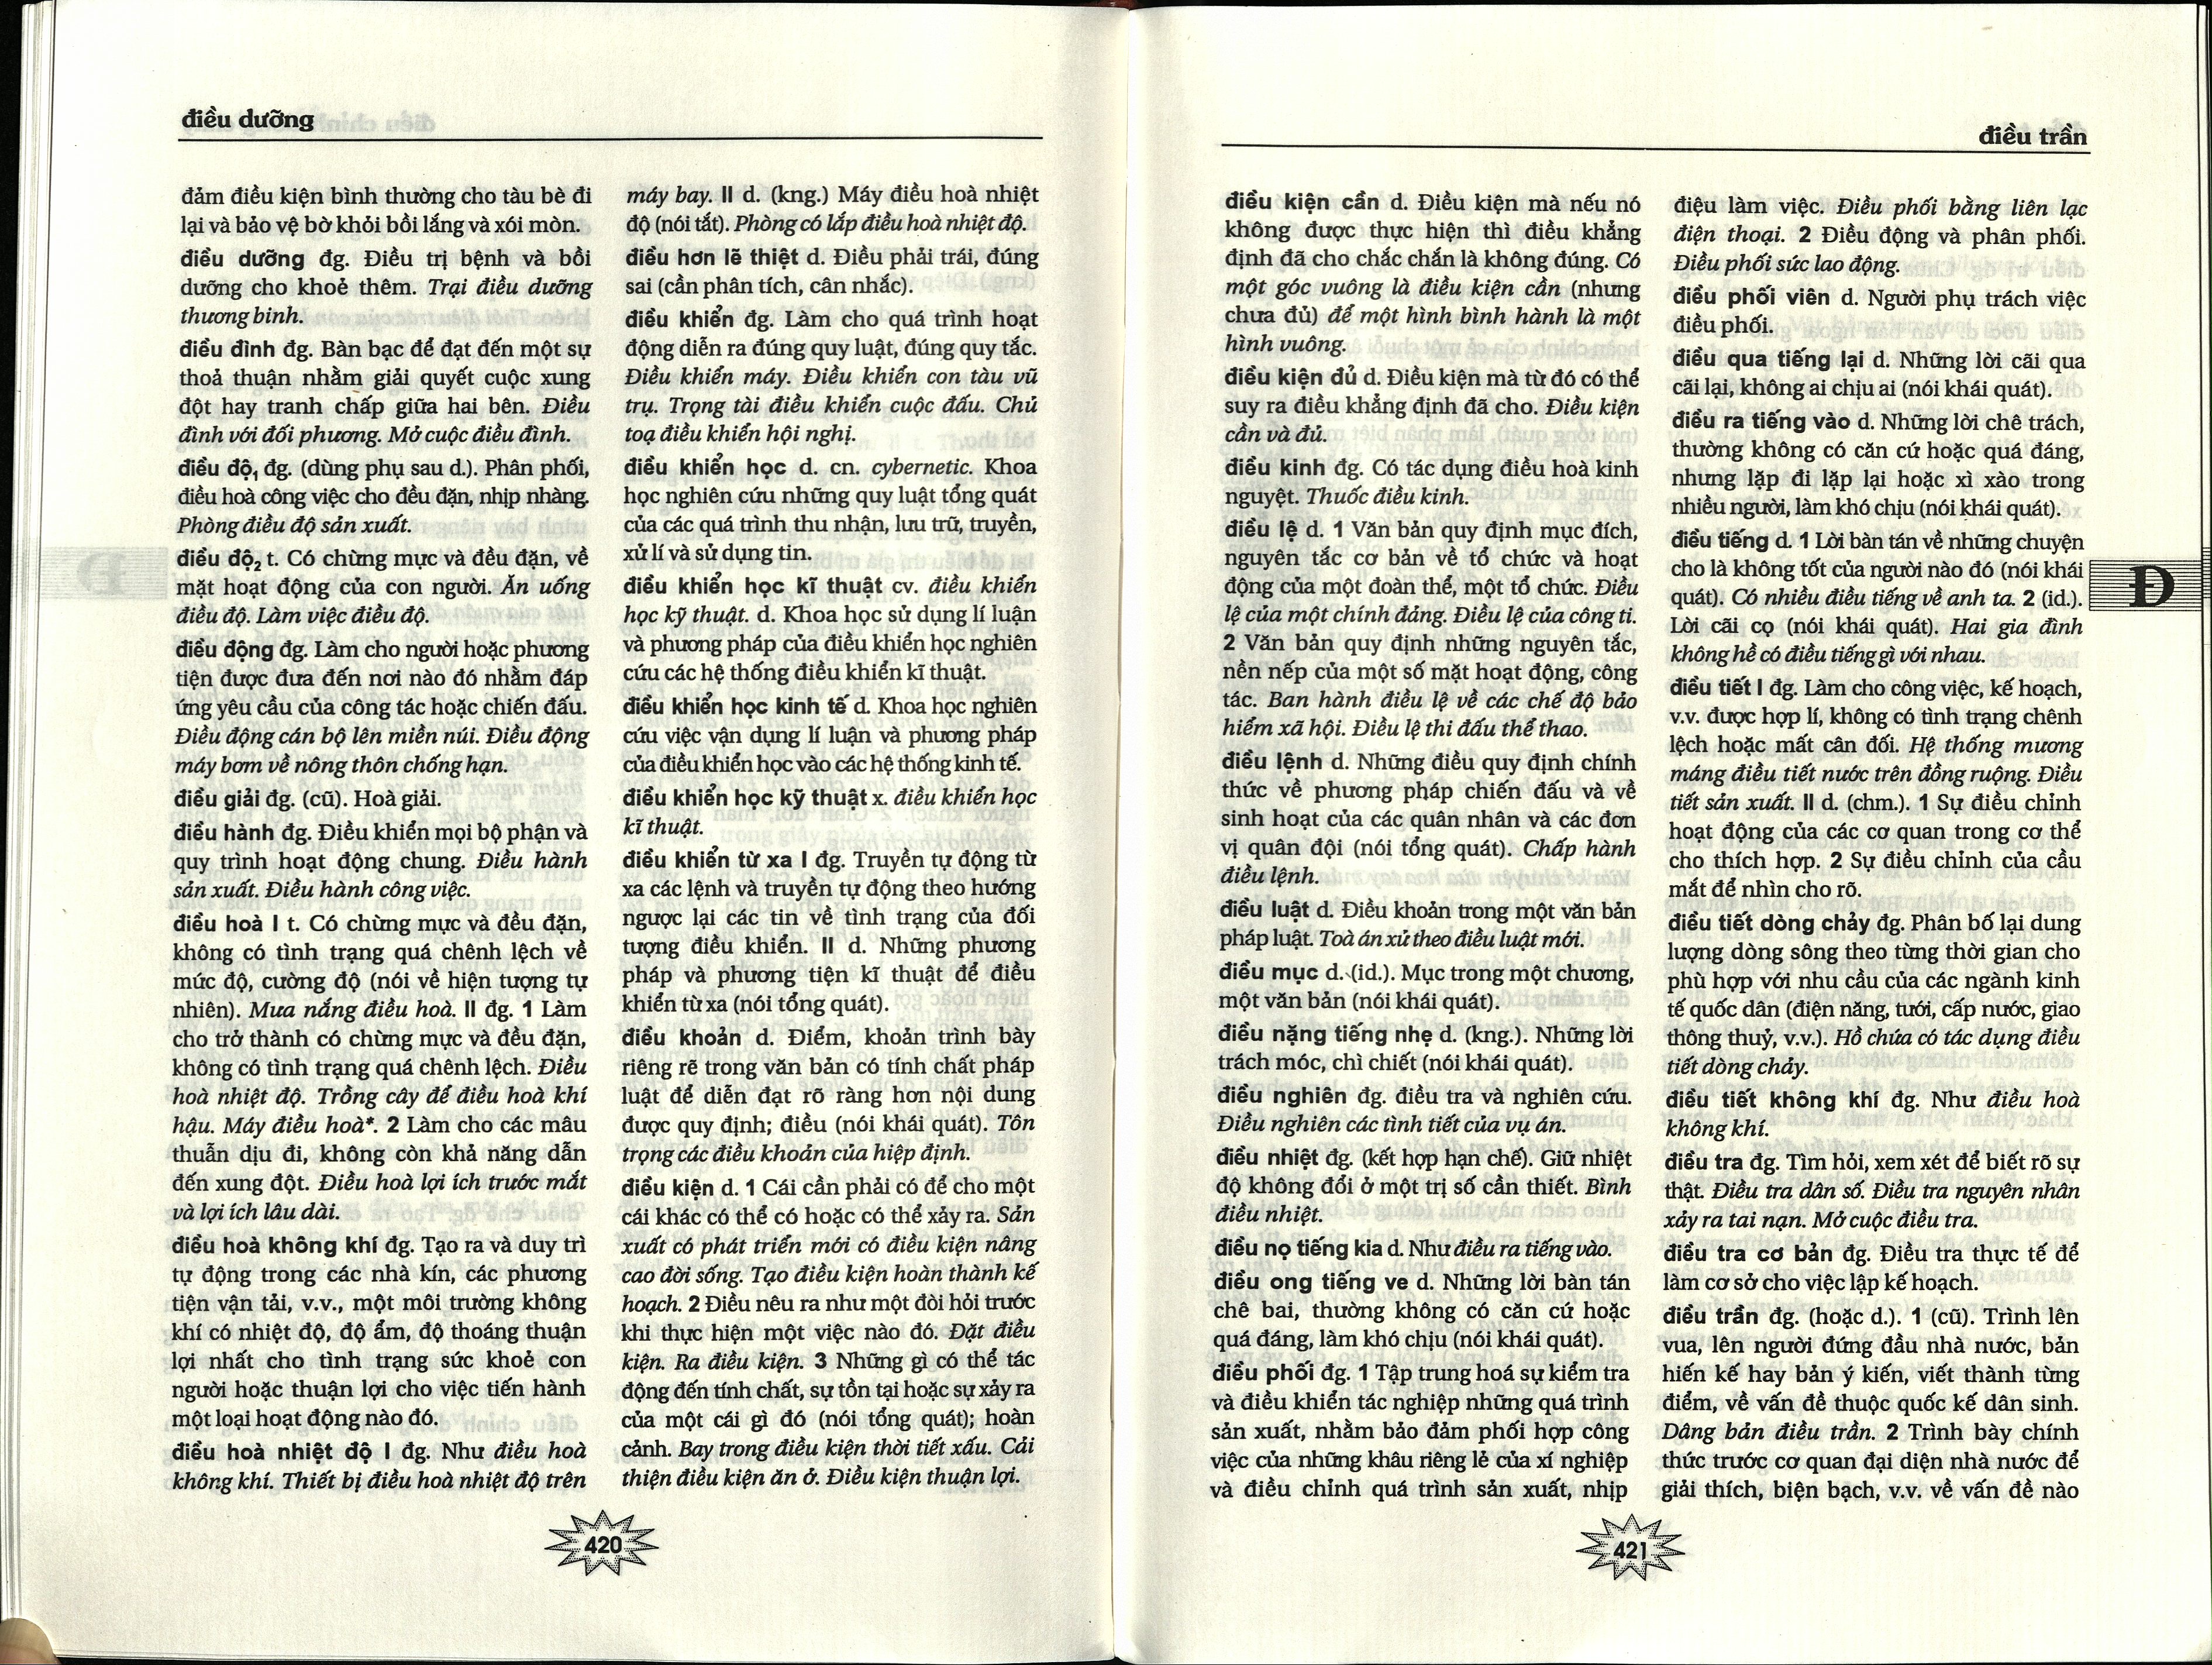 điều dưỡng
đảm điều kiện bình thường cho tàu bè đi
lại và bảo vệ bờ khỏi bồi lắng và xói mòn.
điều dưỡng đg. Điều trị bệnh và bồi
dưỡng cho khoẻ thêm. Trại điều dưỡng
thương binh.
điều đình đg. Bàn bạc để đạt đến một sự
thoả thuận nhằm giải quyết cuộc xung
đột hay tranh chấp giữa hai bên. Điều
đình với đối phương. Mở cuộc điều đình.
điều độ₁ đg. (dùng phụ sau d.). Phân phối,
điều hoà công việc cho đều đặn, nhịp nhàng.
Phòng điều độ sản xuất.
điều độ₂ t. Có chừng mực và đều đặn, về
mặt hoạt động của con người. Ăn uống
điều độ. Làm việc điều độ.
điều động đg. Làm cho người hoặc phương
tiện được đưa đến nơi nào đó nhằm đáp
ứng yêu cầu của công tác hoặc chiến đấu.
Điều động cán bộ lên miền núi. Điều động
máy bơm về nông thôn chống hạn.
điều giải đg. (cũ). Hoà giải.
điều hành đg. Điều khiển mọi bộ phận và
quy trình hoạt động chung. Điều hành
sản xuất. Điều hành công việc.
điều hoà I t. Có chừng mực và đều đặn,
không có tình trạng quá chênh lệch về
mức độ, cường độ (nói về hiện tượng tự
nhiên). Mưa nắng điều hoà. II đg. 1 Làm
cho trở thành có chừng mực và đều đặn,
không có tình trạng quá chênh lệch. Điều
hoà nhiệt độ. Trồng cây để điều hoà khí
hậu. Máy điều hoà*. 2 Làm cho các mâu
thuẫn dịu đi, không còn khả năng dẫn
đến xung đột. Điều hoà lợi ích trước mắt
và lợi ích lâu dài.
điều hoà không khí đg. Tạo ra và duy trì
tự động trong các nhà kín, các phương
tiện vận tải, v.v., một môi trường không
khí có nhiệt độ, độ ẩm, độ thoáng thuận
lợi nhất cho tình trạng sức khoẻ con
người hoặc thuận lợi cho việc tiến hành
một loại hoạt động nào đó.
điều hoà nhiệt độ I đg. Như điều hoà
không khí. Thiết bị điều hoà nhiệt độ trên
máy bay. II d. (kng.) Máy điều hoà nhiệt
độ (nói tắt). Phòng có lắp điều hoà nhiệt độ.
điều hơn lẽ thiệt d. Điều phải trái, đúng
sai (cần phân tích, cân nhắc).
điều khiển đg. Làm cho quá trình hoạt
động diễn ra đúng quy luật, đúng quy tắc.
Điều khiển máy. Điều khiển con tàu vũ
trụ. Trọng tài điều khiển cuộc đấu. Chủ
toạ điều khiển hội nghị.
điều khiển học d. cn. cybernetic. Khoa
học nghiên cứu những quy luật tổng quát
của các quá trình thu nhận, lưu trữ, truyền,
xử lí và sử dụng tin.
điều khiển học kĩ thuật cv. điều khiển
học kỹ thuật. d. Khoa học sử dụng lí luận
và phương pháp của điều khiển học nghiên
cứu các hệ thống điều khiển kĩ thuật.
điều khiển học kinh tế d. Khoa học nghiên
cứu việc vận dụng lí luận và phương pháp
của điều khiển học vào các hệ thống kinh tế.
điều khiển học kỹ thuật x. điều khiển học
kĩ thuật.
điều khiển từ xa I đg. Truyền tự động từ
xa các lệnh và truyền tự động theo hướng
ngược lại các tin về tình trạng của đối
tượng điều khiển. II d. Những phương
pháp và phương tiện kĩ thuật để điều
khiển từ xa (nói tổng quát).
điều khoản d. Điểm, khoản trình bày
riêng rẽ trong văn bản có tính chất pháp
luật để diễn đạt rõ ràng hơn nội dung
được quy định; điều (nói khái quát). Tôn
trọng các điều khoản của hiệp định.
điều kiện d. 1 Cái cần phải có để cho một
cái khác có thể có hoặc có thể xảy ra. Sản
xuất có phát triển mới có điều kiện nâng
cao đời sống. Tạo điều kiện hoàn thành kế
hoạch. 2 Điều nêu ra như một đòi hỏi trước
khi thực hiện một việc nào đó. Đặt điều
kiện. Ra điều kiện. 3 Những gì có thể tác
động đến tính chất, sự tồn tại hoặc sự xảy ra
của một cái gì đó (nói tổng quát); hoàn
cảnh. Bay trong điều kiện thời tiết xấu. Cải
thiện điều kiện ăn ở. Điều kiện thuận lợi.
420
điều trần
điều kiện cần d. Điều kiện mà nếu nó
không được thực hiện thì điều khẳng
định đã cho chắc chắn là không đúng. Có
một góc vuông là điều kiện cần (nhưng
chưa đủ) để một hình bình hành là một
hình vuông.
điều kiện đủ d. Điều kiện mà từ đó có thể
suy ra điều khẳng định đã cho. Điều kiện
cần và đủ.
điều kinh đg. Có tác dụng điều hoà kinh
nguyệt. Thuốc điều kinh.
điều lệ d. 1 Văn bản quy định mục đích,
nguyên tắc cơ bản về tổ chức và hoạt
động của một đoàn thể, một tổ chức. Điều
lệ của một chính đảng. Điều lệ của công ti.
2 Văn bản quy định những nguyên tắc,
nền nếp của một số mặt hoạt động, công
tác. Ban hành điều lệ về các chế độ bảo
hiểm xã hội. Điều lệ thi đấu thể thao.
điều lệnh d. Những điều quy định chính
thức về phương pháp chiến đấu và về
sinh hoạt của các quân nhân và các đơn
vị quân đội (nói tổng quát). Chấp hành
điều lệnh.
điều luật d. Điều khoản trong một văn bản
pháp luật. Toà án xử theo điều luật mới.
điều mục d. (id.). Mục trong một chương,
một văn bản (nói khái quát).
điều nặng tiếng nhẹ d. (kng.). Những lời
trách móc, chì chiết (nói khái quát).
điều nghiên đg. điều tra và nghiên cứu.
Điều nghiên các tình tiết của vụ án.
điều nhiệt đg. (kết hợp hạn chế). Giữ nhiệt
độ không đổi ở một trị số cần thiết. Bình
điều nhiệt.
điều nọ tiếng kia d. Như điều ra tiếng vào.
điều ong tiếng ve d. Những lời bàn tán
chê bai, thường không có căn cứ hoặc
quá đáng, làm khó chịu (nói khái quát).
điều phối đg. 1 Tập trung hoá sự kiểm tra
và điều khiển tác nghiệp những quá trình
sản xuất, nhằm bảo đảm phối hợp công
việc của những khâu riêng lẻ của xí nghiệp
và điều chỉnh quá trình sản xuất, nhịp
điệu làm việc. Điều phối bằng liên lạc
điện thoại. 2 Điều động và phân phối.
Điều phối sức lao động.
điều phối viên d. Người phụ trách việc
điều phối.
điều qua tiếng lại d. Những lời cãi qua
cãi lại, không ai chịu ai (nói khái quát).
điều ra tiếng vào d. Những lời chê trách,
thường không có căn cứ hoặc quá đáng,
nhưng lặp đi lặp lại hoặc xì xào trong
nhiều người, làm khó chịu (nói khái quát).
điều tiếng d. 1 Lời bàn tán về những chuyện
cho là không tốt của người nào đó (nói khái
quát). Có nhiều điều tiếng về anh ta. 2 (id.).
Lời cãi cọ (nói khái quát). Hai gia đình
không hề có điều tiếng gì với nhau.
điều tiết I đg. Làm cho công việc, kế hoạch,
v.v. được hợp lí, không có tình trạng chênh
lệch hoặc mất cân đối. Hệ thống mương
máng điều tiết nước trên đồng ruộng. Điều
tiết sản xuất. II d. (chm.). 1 Sự điều chỉnh
hoạt động của các cơ quan trong cơ thể
cho thích hợp. 2 Sự điều chỉnh của cầu
mắt để nhìn cho rõ.
điều tiết dòng chảy đg. Phân bố lại dung
lượng dòng sông theo từng thời gian cho
phù hợp với nhu cầu của các ngành kinh
tế quốc dân (điện năng, tưới, cấp nước, giao
thông thuỷ, v.v.). Hồ chứa có tác dụng điều
tiết dòng chảy.
điều tiết không khí đg. Như điều hoà
không khí.
điều tra đg. Tìm hỏi, xem xét để biết rõ sự
thật. Điều tra dân số. Điều tra nguyên nhân
xảy ra tai nạn. Mở cuộc điều tra.
điều tra cơ bản đg. Điều tra thực tế để
làm cơ sở cho việc lập kế hoạch.
điều trần đg. (hoặc d.). 1 (cũ). Trình lên
vua, lên người đứng đầu nhà nước, bản
hiến kế hay bản ý kiến, viết thành từng
điểm, về vấn đề thuộc quốc kế dân sinh.
Dâng bản điều trần. 2 Trình bày chính
thức trước cơ quan đại diện nhà nước để
giải thích, biện bạch, v.v. về vấn đề nào
Đ
421